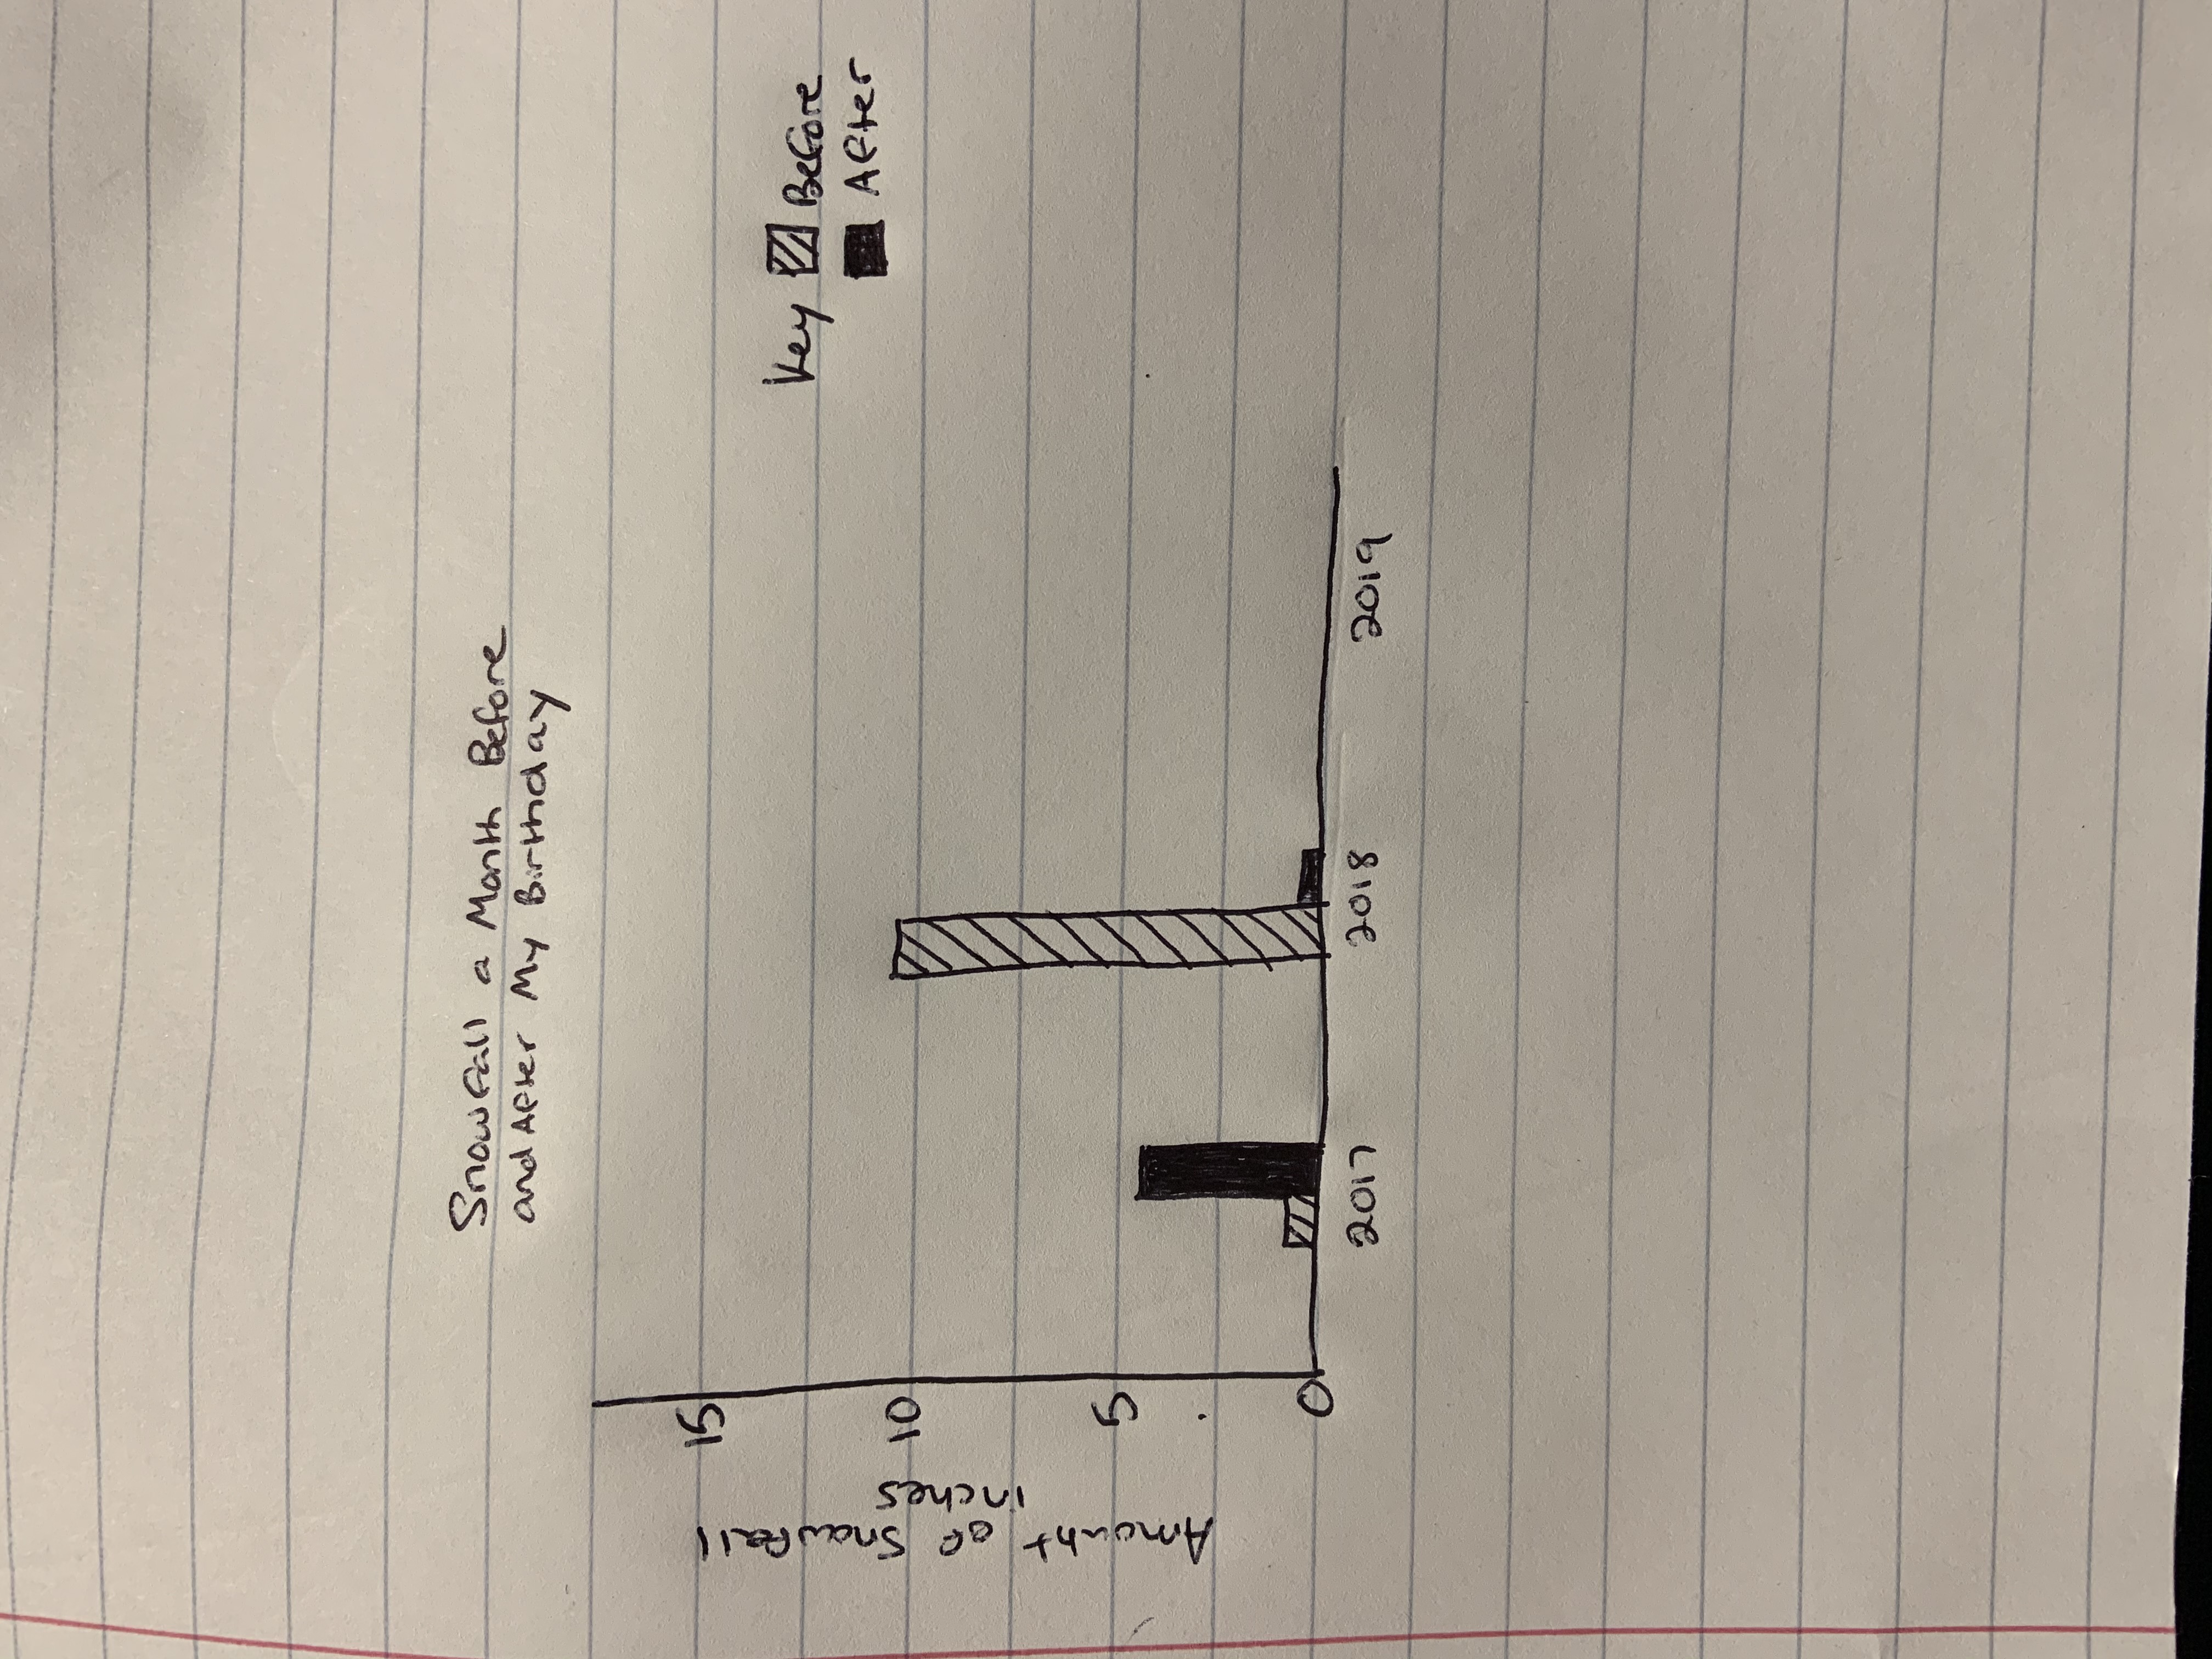 Snowfall a Month Before
and After My Birthday
Amount of Snowfall
inches
15
10
5
0
2017 2018 2019
Key Before
After